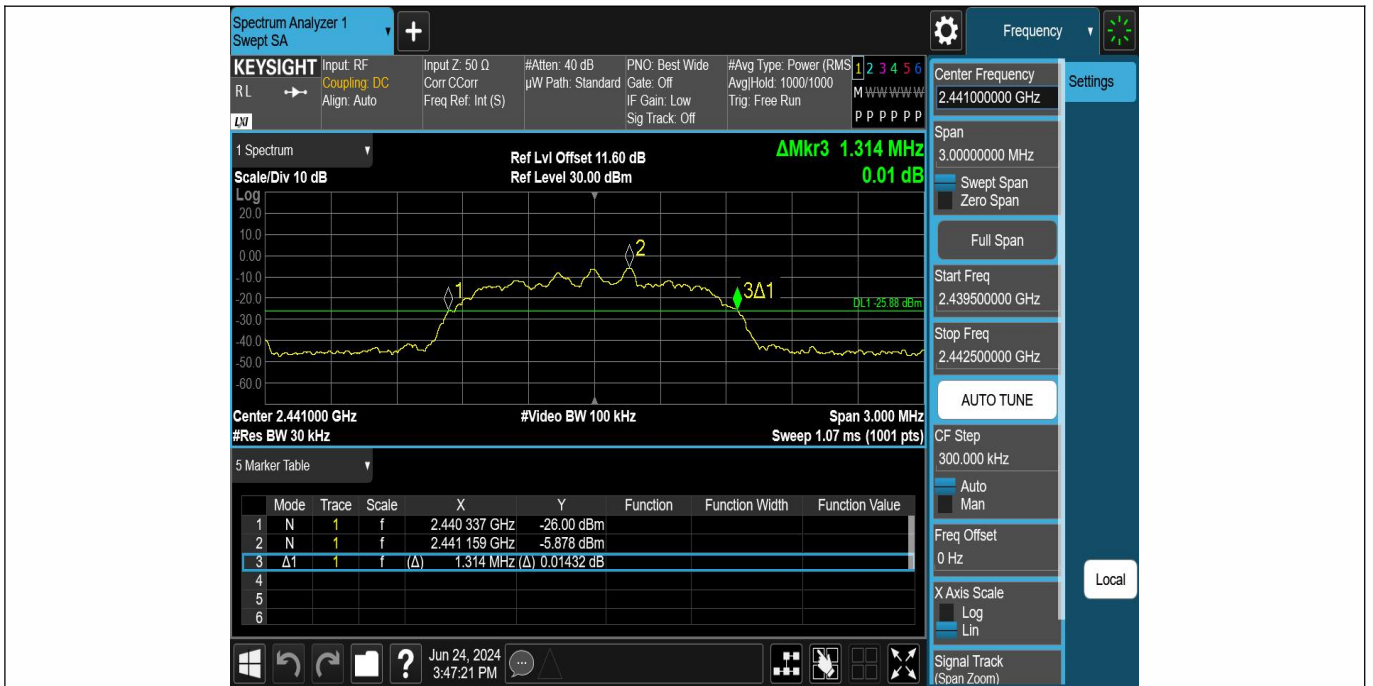 Spectrum Analyzer 1
Swept SA
+
Frequency
KEYSIGHT
RL
LXI
Input: RF
Coupling: DC
Align: Auto
Input Z: 50 Ω
Corr CCorr
Freq Ref: Int (S)
#Atten: 40 dB
µW Path: Standard
PNO: Best Wide
Gate: Off
IF Gain: Low
Sig Track: Off
#Avg Type: Power (RMS
Avg|Hold: 1000/1000
Trig: Free Run
1 2 3 4 5 6
M W W W W W
P P P P P P
1 Spectrum
Scale/Div 10 dB
Ref Lvl Offset 11.60 dB
Ref Level 30.00 dBm
ΔMkr3 1.314 MHz
0.01 dB
Log
20.0
10.0
0.00
-10.0
-20.0
-30.0
-40.0
-50.0
-60.0
1
2
3Δ1
DL1 -25.88 dBm
Center 2.441000 GHz
#Video BW 100 kHz
Span 3.000 MHz
#Res BW 30 kHz
Sweep 1.07 ms (1001 pts)
5 Marker Table
Mode Trace Scale X Y Function Function Width Function Value
1 N 1 f 2.440 337 GHz -26.00 dBm
2 N 1 f 2.441 159 GHz -5.878 dBm
3 Δ1 1 f (Δ) 1.314 MHz (Δ) 0.01432 dB
4
5
6
Center Frequency
2.441000000 GHz
Settings
Span
3.00000000 MHz
Swept Span
Zero Span
Full Span
Start Freq
2.439500000 GHz
Stop Freq
2.442500000 GHz
AUTO TUNE
CF Step
300.000 kHz
Auto
Man
Freq Offset
0 Hz
X Axis Scale
Log
Lin
Signal Track
(Span Zoom)
Local
?
Jun 24, 2024
3:47:21 PM